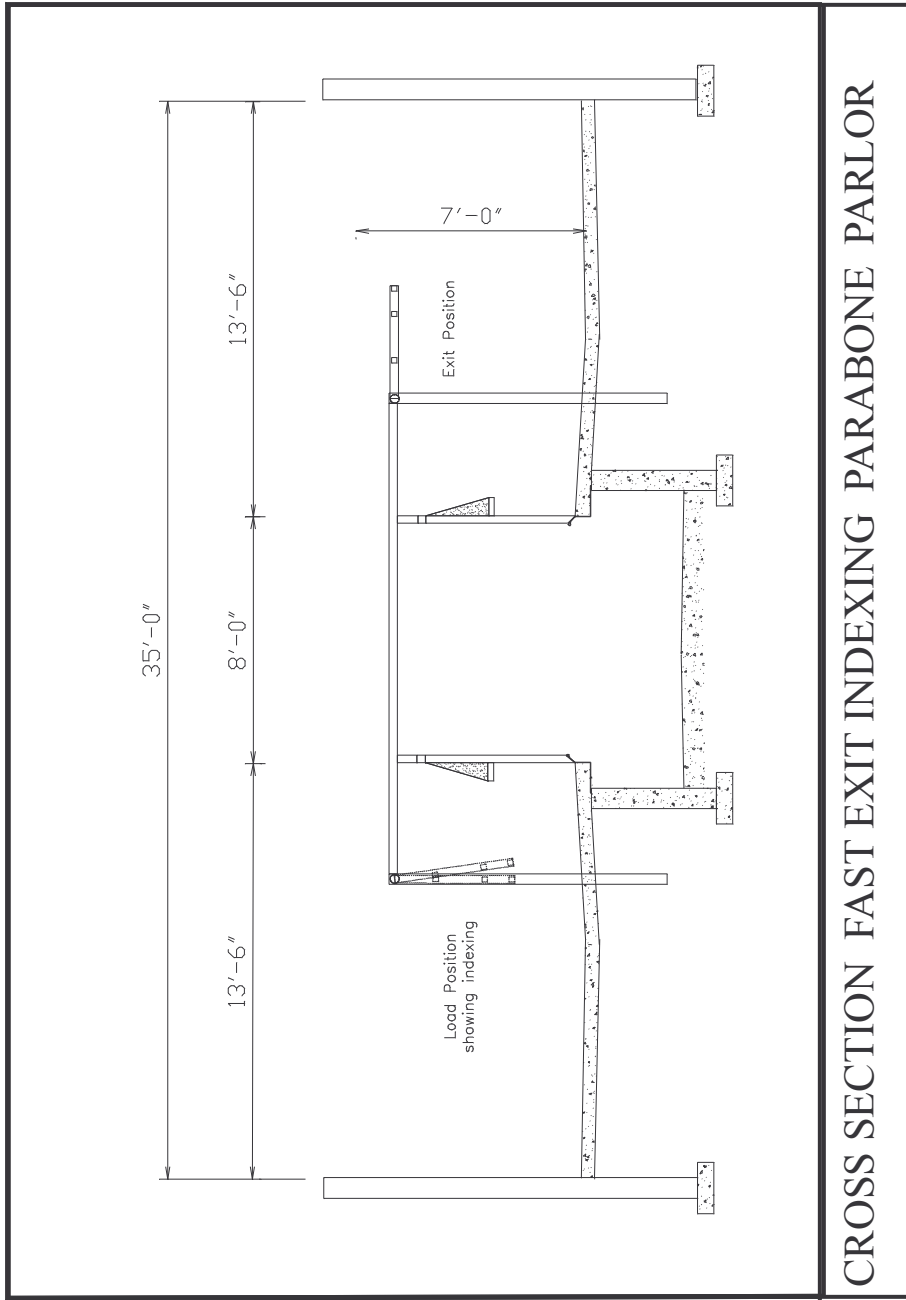 35'-0"
13'-6"
8'-0"
13'-6"
7'-0"
Load Position
showing indexing
Exit Position
CROSS SECTION FAST EXIT INDEXING PARABONE PARLOR